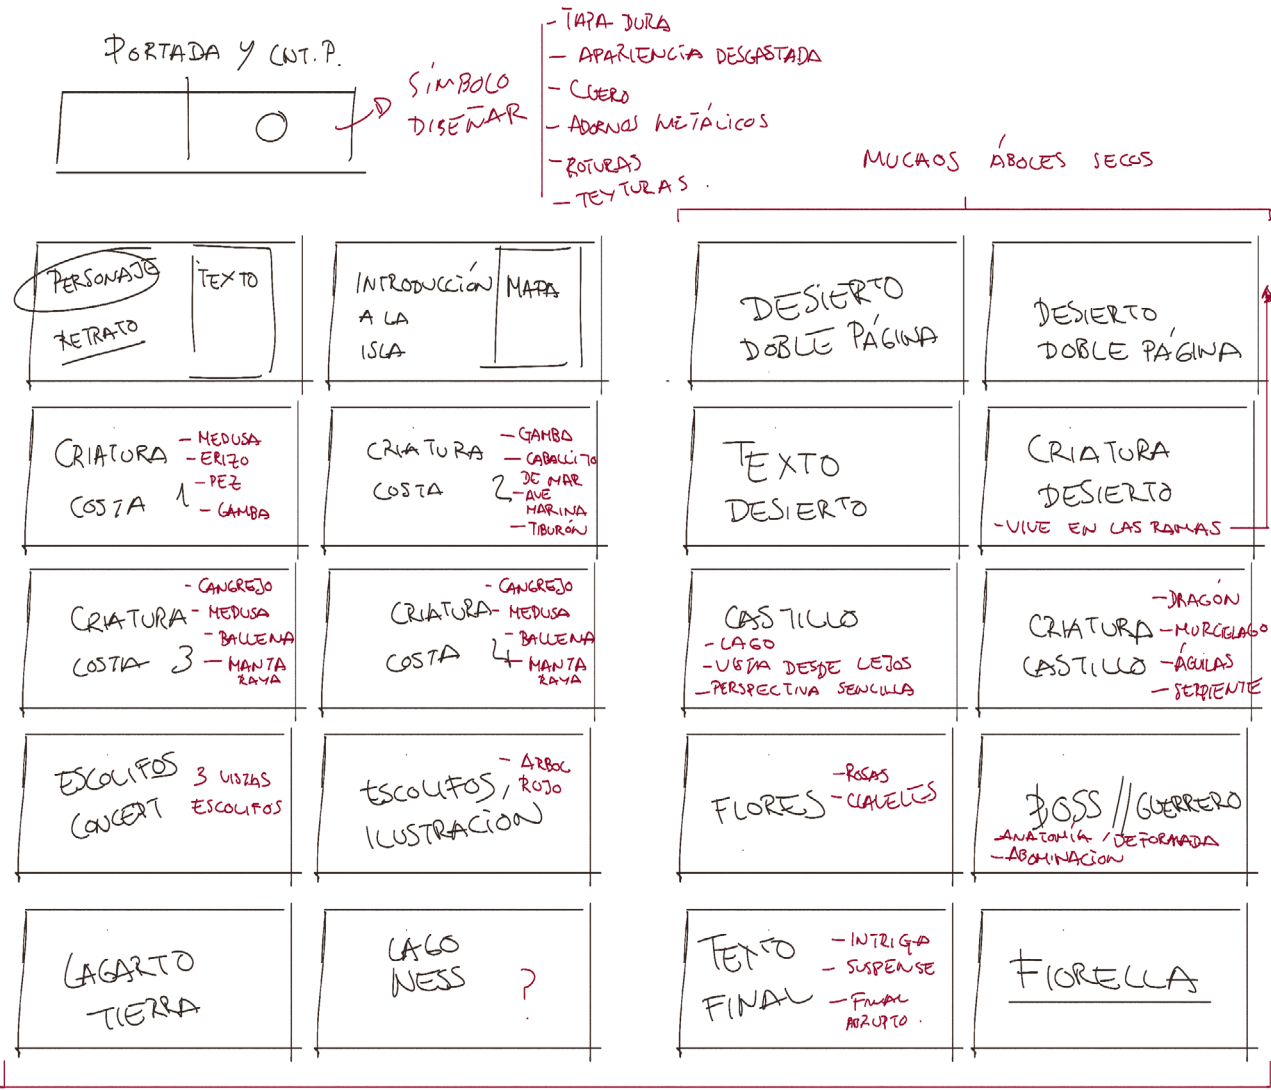 PORTADA Y CNT.P.
SÍMBOLO
DISEÑAR
- TAPA DURA
- APARIENCIA DESGASTADA
- CUERO
- ADORNOS METÁLICOS
- ROTURAS
- TEXTURAS.
MUCHOS ÁBOLES SECOS
PERSONAJE
RETRATO
TEXTO
INTRODUCCIÓN
A LA
ISLA
MAPA
DESIERTO
DOBLE PÁGINA
DESIERTO
DOBLE PÁGINA
CRIATURA
COSTA 1
- MEDUSA
- ERIZO
- PEZ
- GAMBA
CRIATURA
COSTA 2
- GAMBA
- CABALLITO
DE MAR
- AVE
MARINA
- TIBURÓN
TEXTO
DESIERTO
CRIATURA
DESIERTO
- VIVE EN LAS RAMAS
CRIATURA
COSTA 3
- CANGREJO
- MEDUSA
- BALLENA
- MANTA
RAYA
CRIATURA
COSTA 4
- CANGREJO
- MEDUSA
- BALLENA
- MANTA
RAYA
CASTILLO
- LAGO
- VISTA DESDE LEJOS
- PERSPECTIVA SENCILLA
CRIATURA
CASTILLO
- DRAGÓN
- MURCIELAGO
- ÁGUILAS
- SERPIENTE
ESCOLIFOS
CONCEPT
3 VISTAS
ESCOLIFOS
ESCOLIFOS,
ILUSTRACIÓN
- ARBOL
ROJO
FLORES
- ROSAS
- CLAVELES
BOSS // GUERRERO
- ANATOMÍA / DEFORMADA
- ABOMINACION
LAGARTO
TIERRA
LAGO
NESS
?
TEXTO
FINAL
- INTRIGA
- SUSPENSE
- FINAL
ABRUPTO.
FIORELLA